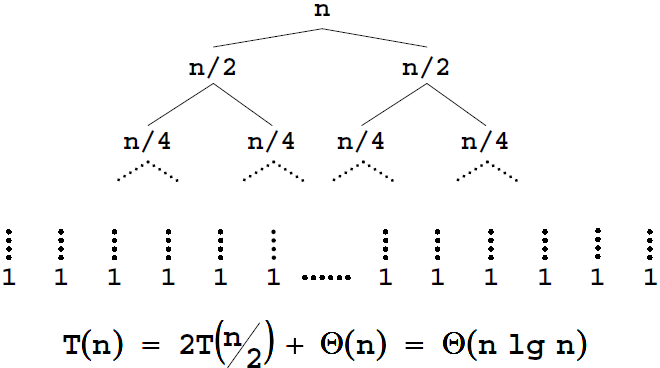 n
n/2 n/2
n/4 n/4 n/4 n/4
1 1 1 1 1 1 ...... 1 1 1 1 1 1
T(n) = 2T(n/2) + Θ(n) = Θ(n lg n)